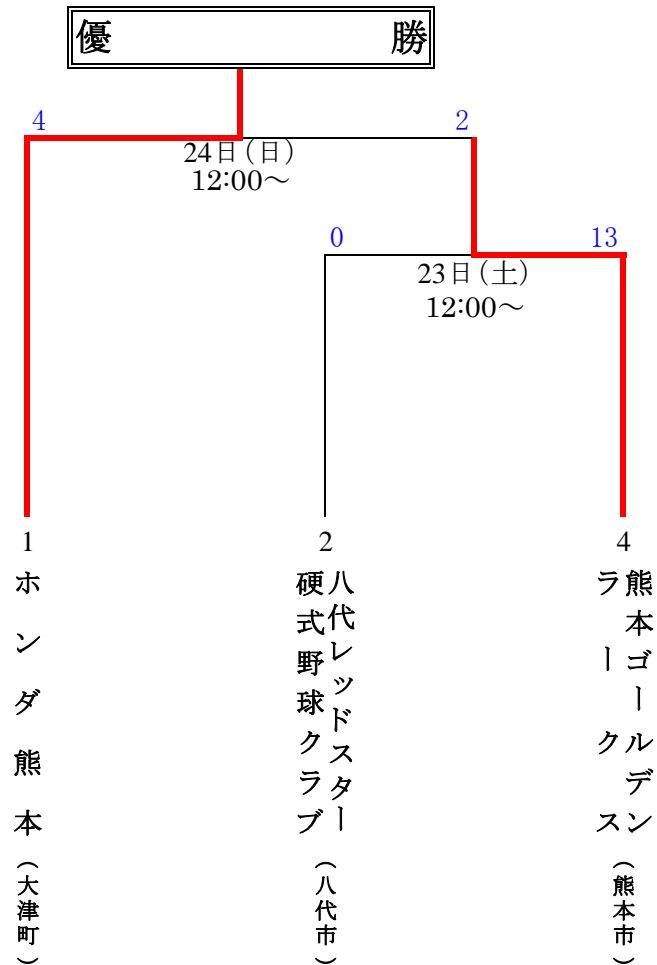 優勝
4
2
24日(日)
12:00～
0
13
23日(土)
12:00～
1
2
4
ホンダ熊本
(大津町)
八代レッドスター
硬式野球クラブ
(八代市)
熊本ゴールデン
ラークス
(熊本市)